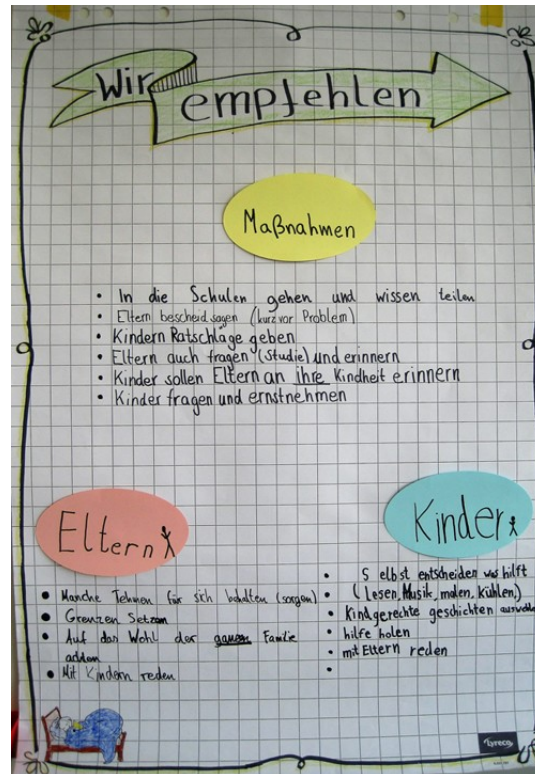 Wir
empfehlen
Maßnahmen
• In die Schulen gehen und wissen teilen
• Eltern bescheid sagen (kurz vor Problem)
• Kindern Ratschläge geben
• Eltern auch fragen (Studie) und erinnern
• Kinder sollen Eltern an ihre Kindheit erinnern
• Kinder fragen und ernstnehmen
Eltern
• Manche Tehmen für sich behalten (sorgen)
• Grenzen Setzen
• Auf das Wohl der ganzen Familie
• Mit Kindern reden
Kinder
• Selbst entscheiden was hilft
• (Lesen, Musik, malen, kühlen,)
• Kindgerechte geschichten
• hilfe holen
• mit Eltern reden
•